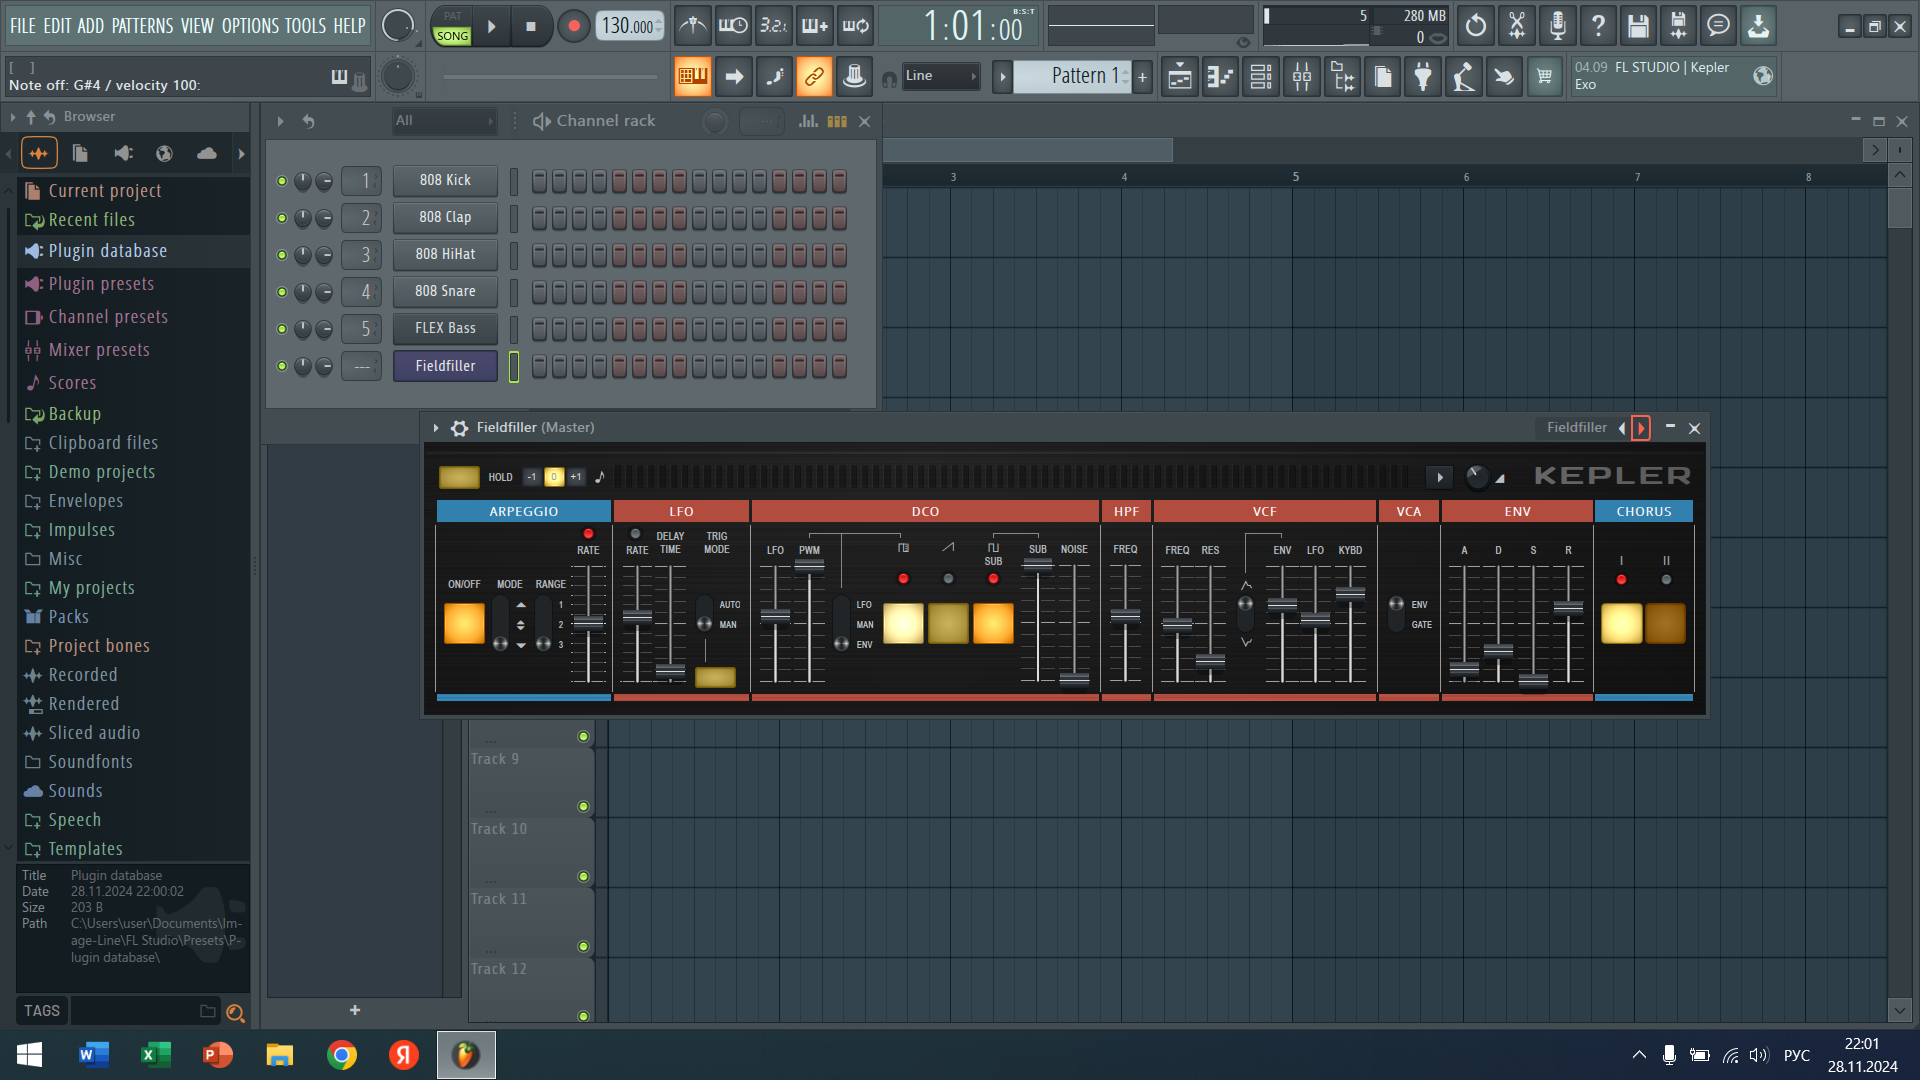 FILE EDIT ADD PATTERNS VIEW OPTIONS TOOLS HELP
PAT
SONG
130.000
3.2.1
1:01:00
B:S:T
5
280 MB
0
[ ]
Note off: G#4 / velocity 100:
Line
Pattern 1
+
04.09 FL STUDIO | Kepler
Exo
Browser
Current project
Recent files
Plugin database
Plugin presets
Channel presets
Mixer presets
Scores
Backup
Clipboard files
Demo projects
Envelopes
Impulses
Misc
My projects
Packs
Project bones
Recorded
Rendered
Sliced audio
Soundfonts
Sounds
Speech
Templates
Title Plugin database
Date 28.11.2024 22:00:02
Size 203 B
Path C:\Users\user\Documents\Im-
age-Line\FL Studio\Presets\P-
lugin database\
TAGS
All
Channel rack
1 808 Kick
2 808 Clap
3 808 HiHat
4 808 Snare
5 FLEX Bass
--- Fieldfiller
3 4 5 6 7 8
Fieldfiller (Master)
Fieldfiller
HOLD -1 0 +1
KEPLER
ARPEGGIO LFO DCO HPF VCF VCA ENV CHORUS
RATE
ON/OFF MODE RANGE
1
2
3
RATE DELAY TIME TRIG MODE
AUTO
MAN
LFO PWM
LFO
MAN
ENV
SUB
SUB NOISE
FREQ
FREQ RES ENV LFO KYBD
ENV
GATE
A D S R
I II
...
Track 9
...
Track 10
...
Track 11
...
Track 12
+
РУС
22:01
28.11.2024